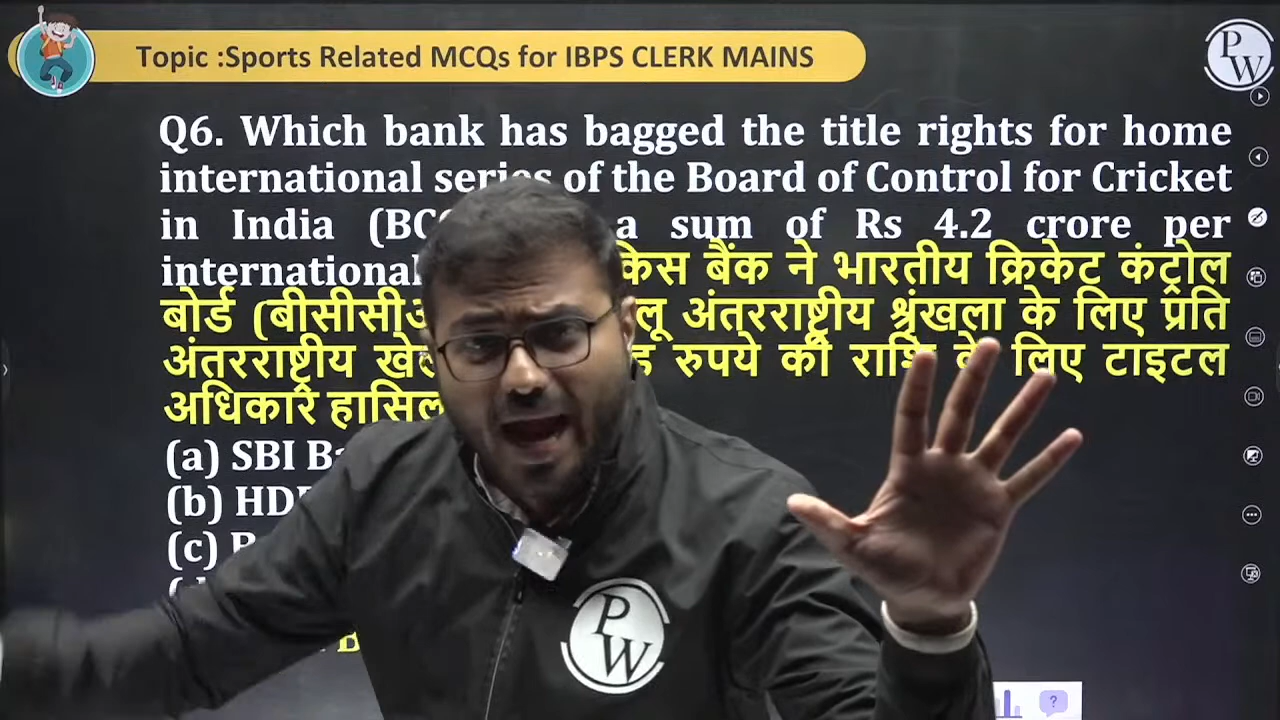 Topic :Sports Related MCQs for IBPS CLERK MAINS
PW
Q6. Which bank has bagged the title rights for home
international series of the Board of Control for Cricket
in India a sum of Rs 4.2 crore per
international किस बैंक ने भारतीय क्रिकेट कंट्रोल
बोर्ड अंतरराष्ट्रीय श्रृंखला के लिए प्रति
अंतरराष्ट्रीय रुपये की राशि के लिए टाइटल
अधिकार हासिल
(a) SBI
(b)
(c)
PW